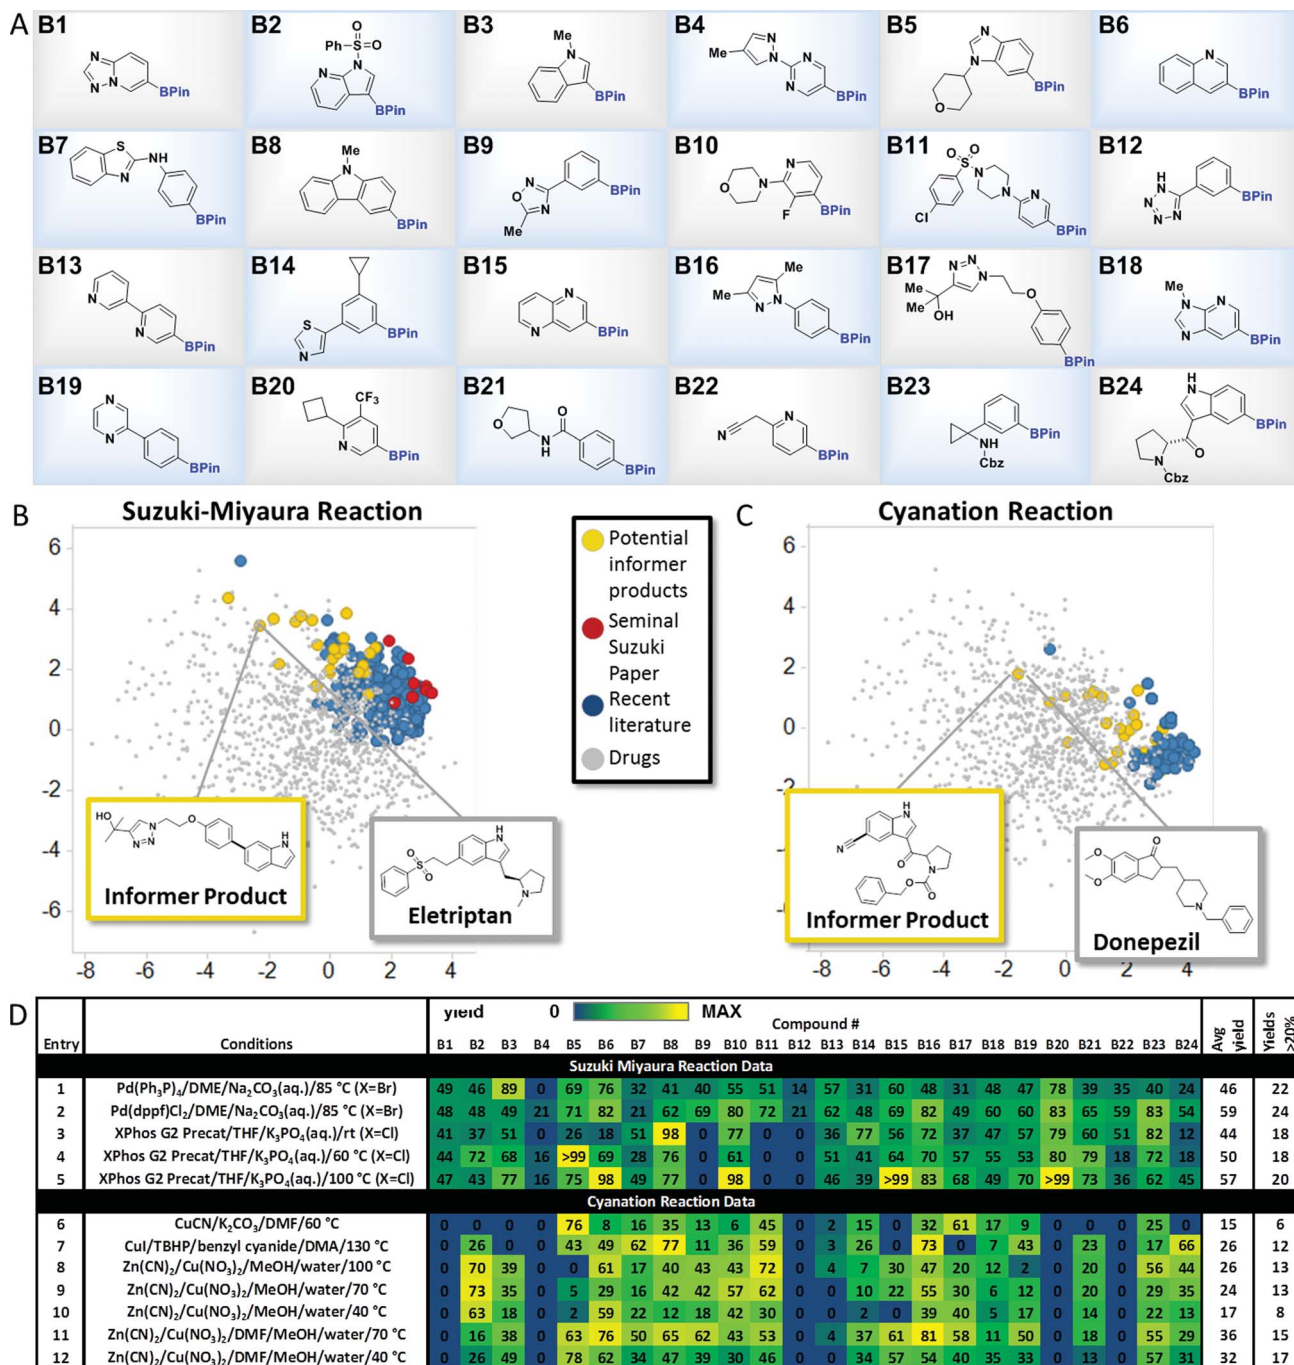 A
B1
B2
B3
B4
B5
B6
B7
B8
B9
B10
B11
B12
B13
B14
B15
B16
B17
B18
B19
B20
B21
B22
B23
B24
B
Suzuki-Miyaura Reaction
C
Cyanation Reaction
Potential
informer
products
Seminal
Suzuki
Paper
Recent
literature
Drugs
6
4
2
0
-2
-4
-6
-8 -6 -4 -2 0 2 4
Informer Product
Eletriptan
6
4
2
0
-2
-8 -6 -4 -2 0 2 4
Informer Product
Donepezil
D
yield 0 MAX
Compound #
Entry Conditions B1 B2 B3 B4 B5 B6 B7 B8 B9 B10 B11 B12 B13 B14 B15 B16 B17 B18 B19 B20 B21 B22 B23 B24 Avg yield Yields >20%
Suzuki Miyaura Reaction Data
1 Pd(Ph₃P)₄/DME/Na₂CO₃(aq.)/85 °C (X=Br) 49 46 89 0 69 76 32 41 40 55 51 14 57 31 60 48 31 48 47 78 39 35 40 24 46 22
2 Pd(dppf)Cl₂/DME/Na₂CO₃(aq.)/85 °C (X=Br) 48 48 49 21 71 82 21 62 69 80 72 21 62 48 69 82 49 60 60 83 65 59 83 54 59 24
3 XPhos G2 Precat/THF/K₃PO₄(aq.)/rt (X=Cl) 41 37 51 0 26 18 51 98 0 77 0 0 36 77 56 72 37 47 57 79 60 51 82 12 44 18
4 XPhos G2 Precat/THF/K₃PO₄(aq.)/60 °C (X=Cl) 44 72 68 16 >99 69 28 76 0 61 0 0 51 41 64 70 57 55 53 80 79 18 72 18 50 18
5 XPhos G2 Precat/THF/K₃PO₄(aq.)/100 °C (X=Cl) 47 43 77 16 75 98 49 77 0 98 0 0 46 39 >99 83 68 49 70 >99 73 36 62 45 57 20
Cyanation Reaction Data
6 CuCN/K₂CO₃/DMF/60 °C 0 0 0 0 76 8 16 35 13 6 45 0 2 15 0 32 61 17 9 0 0 0 25 0 15 6
7 CuI/TBHP/benzyl cyanide/DMA/130 °C 0 26 0 0 43 49 62 77 11 36 59 0 3 26 0 73 0 7 43 0 23 0 17 66 26 12
8 Zn(CN)₂/Cu(NO₃)₂/MeOH/water/100 °C 0 70 39 0 0 61 17 40 43 43 72 0 4 7 30 47 20 12 2 0 20 0 56 44 26 13
9 Zn(CN)₂/Cu(NO₃)₂/MeOH/water/70 °C 0 73 35 0 5 29 16 42 42 57 62 0 0 10 22 55 30 6 12 0 20 0 29 35 24 13
10 Zn(CN)₂/Cu(NO₃)₂/MeOH/water/40 °C 0 63 18 0 2 59 22 12 18 42 30 0 0 2 0 39 40 5 17 0 14 0 22 13 17 8
11 Zn(CN)₂/Cu(NO₃)₂/DMF/MeOH/water/70 °C 0 16 38 0 63 76 50 65 62 43 53 0 4 37 61 81 58 11 50 0 18 0 55 29 36 15
12 Zn(CN)₂/Cu(NO₃)₂/DMF/MeOH/water/40 °C 0 26 49 0 78 62 34 47 39 30 46 0 0 34 57 54 40 35 33 0 13 0 57 31 32 17